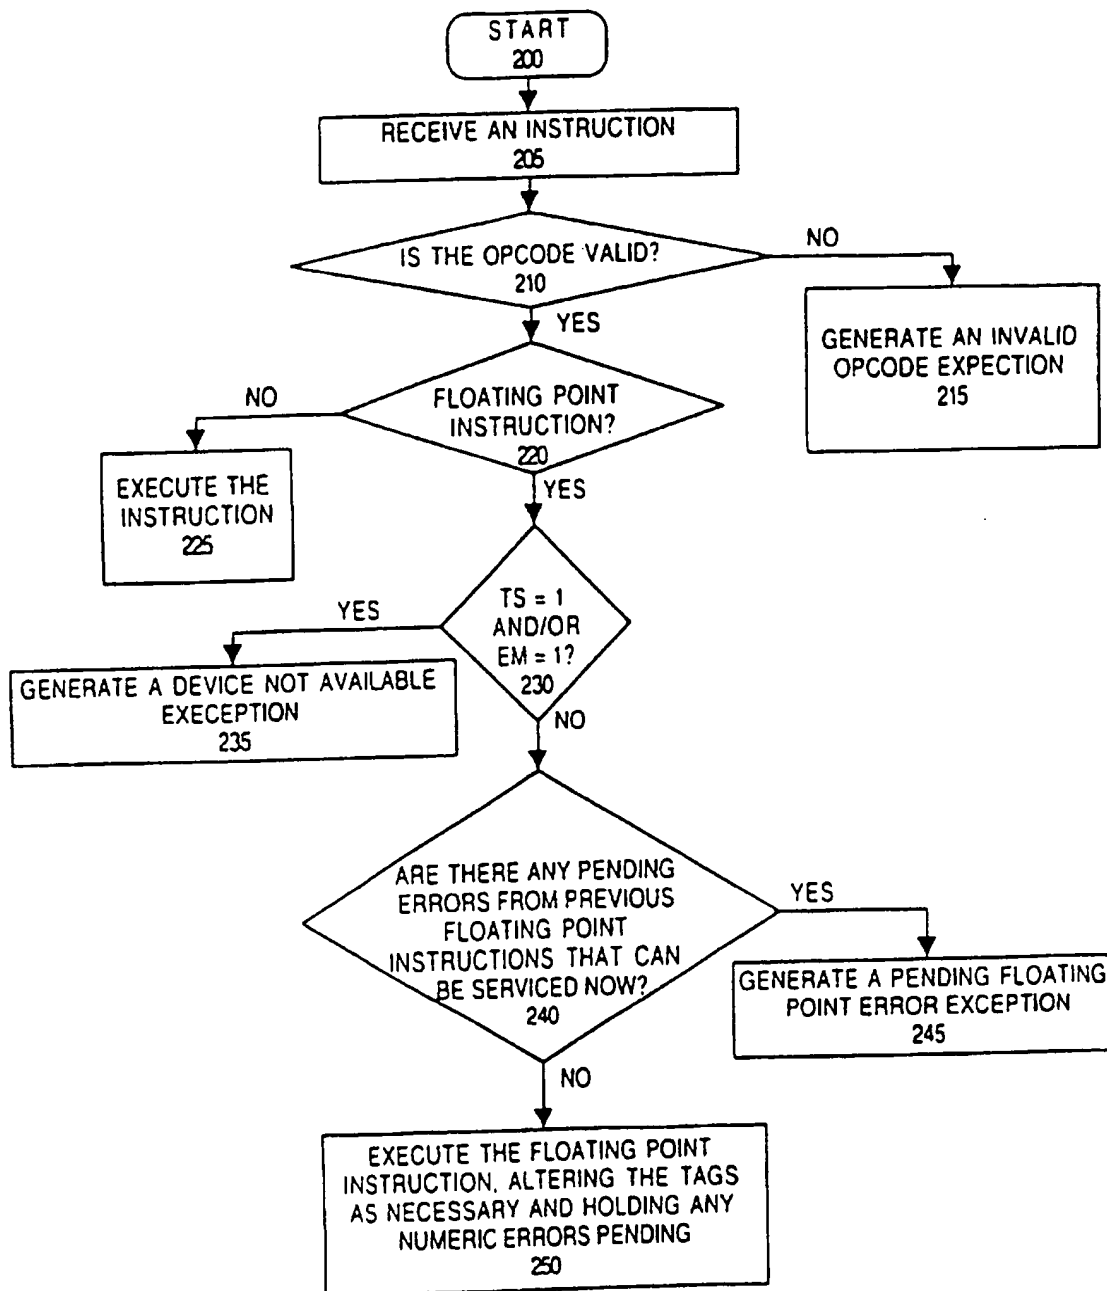 START
200
RECEIVE AN INSTRUCTION
205
IS THE OPCODE VALID?
210
NO
YES
GENERATE AN INVALID
OPCODE EXPECTION
215
FLOATING POINT
INSTRUCTION?
220
NO
YES
EXECUTE THE
INSTRUCTION
225
TS = 1
AND/OR
EM = 1?
230
YES
NO
GENERATE A DEVICE NOT AVAILABLE
EXECEPTION
235
ARE THERE ANY PENDING
ERRORS FROM PREVIOUS
FLOATING POINT
INSTRUCTIONS THAT CAN
BE SERVICED NOW?
240
YES
NO
GENERATE A PENDING FLOATING
POINT ERROR EXCEPTION
245
EXECUTE THE FLOATING POINT
INSTRUCTION, ALTERING THE TAGS
AS NECESSARY AND HOLDING ANY
NUMERIC ERRORS PENDING
250